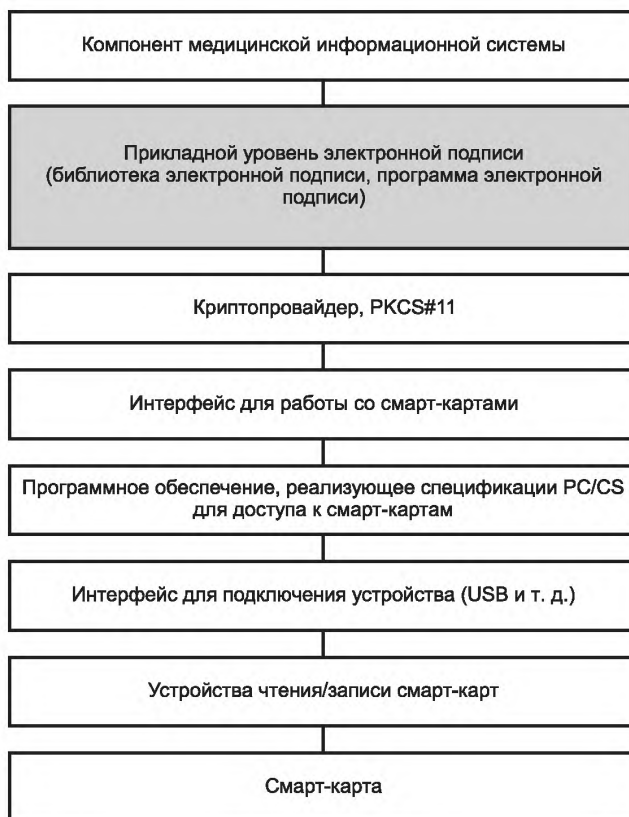 Компонент медицинской информационной системы
Прикладной уровень электронной подписи
(библиотека электронной подписи, программа электронной
подписи)
Криптопровайдер, PKCS#11
Интерфейс для работы со смарт-картами
Программное обеспечение, реализующее спецификации PC/CS
для доступа к смарт-картам
Интерфейс для подключения устройства (USB и т. д.)
Устройства чтения/записи смарт-карт
Смарт-карта